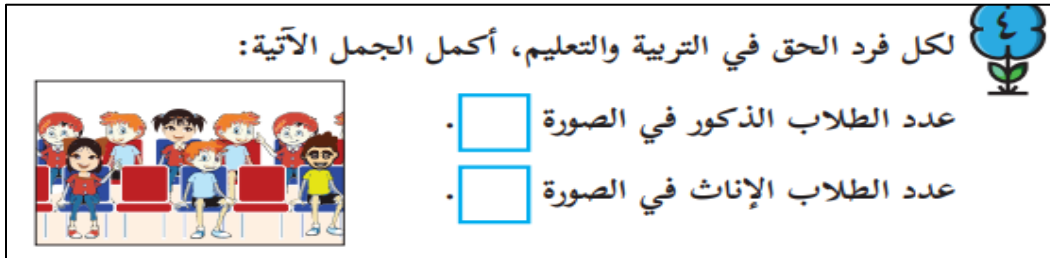 ٤
لكل فرد الحق في التربية والتعليم، أكمل الجمل الآتية:
عدد الطلاب الذكور في الصورة .
عدد الطلاب الإناث في الصورة .